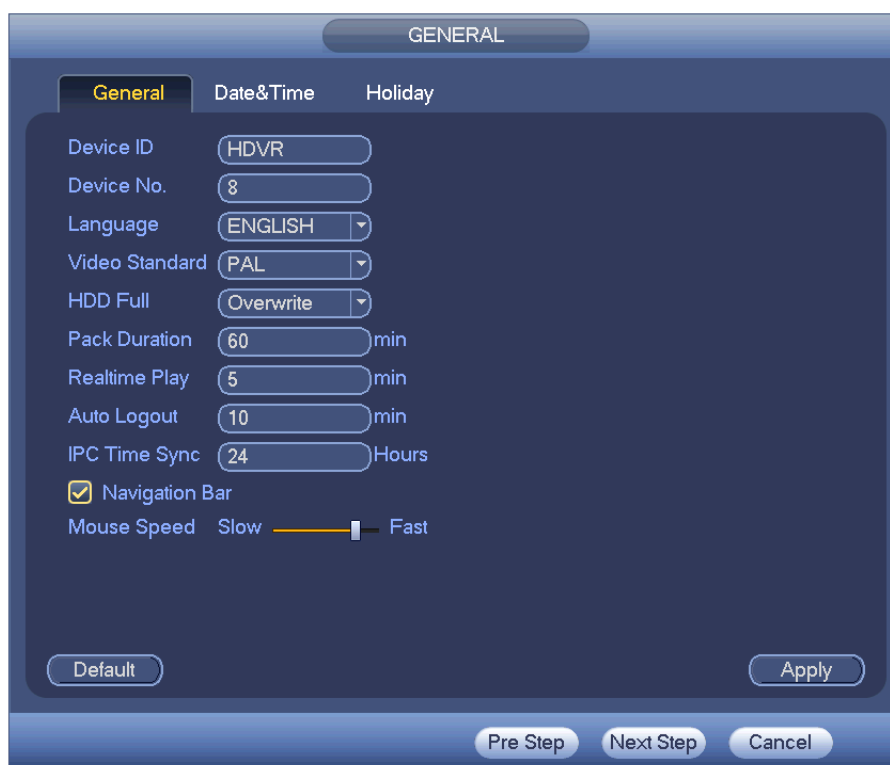 GENERAL
General Date&Time Holiday
Device ID HDVR
Device No. 8
Language ENGLISH
Video Standard PAL
HDD Full Overwrite
Pack Duration 60 min
Realtime Play 5 min
Auto Logout 10 min
IPC Time Sync 24 Hours
Navigation Bar
Mouse Speed Slow Fast
Default Apply
Pre Step Next Step Cancel